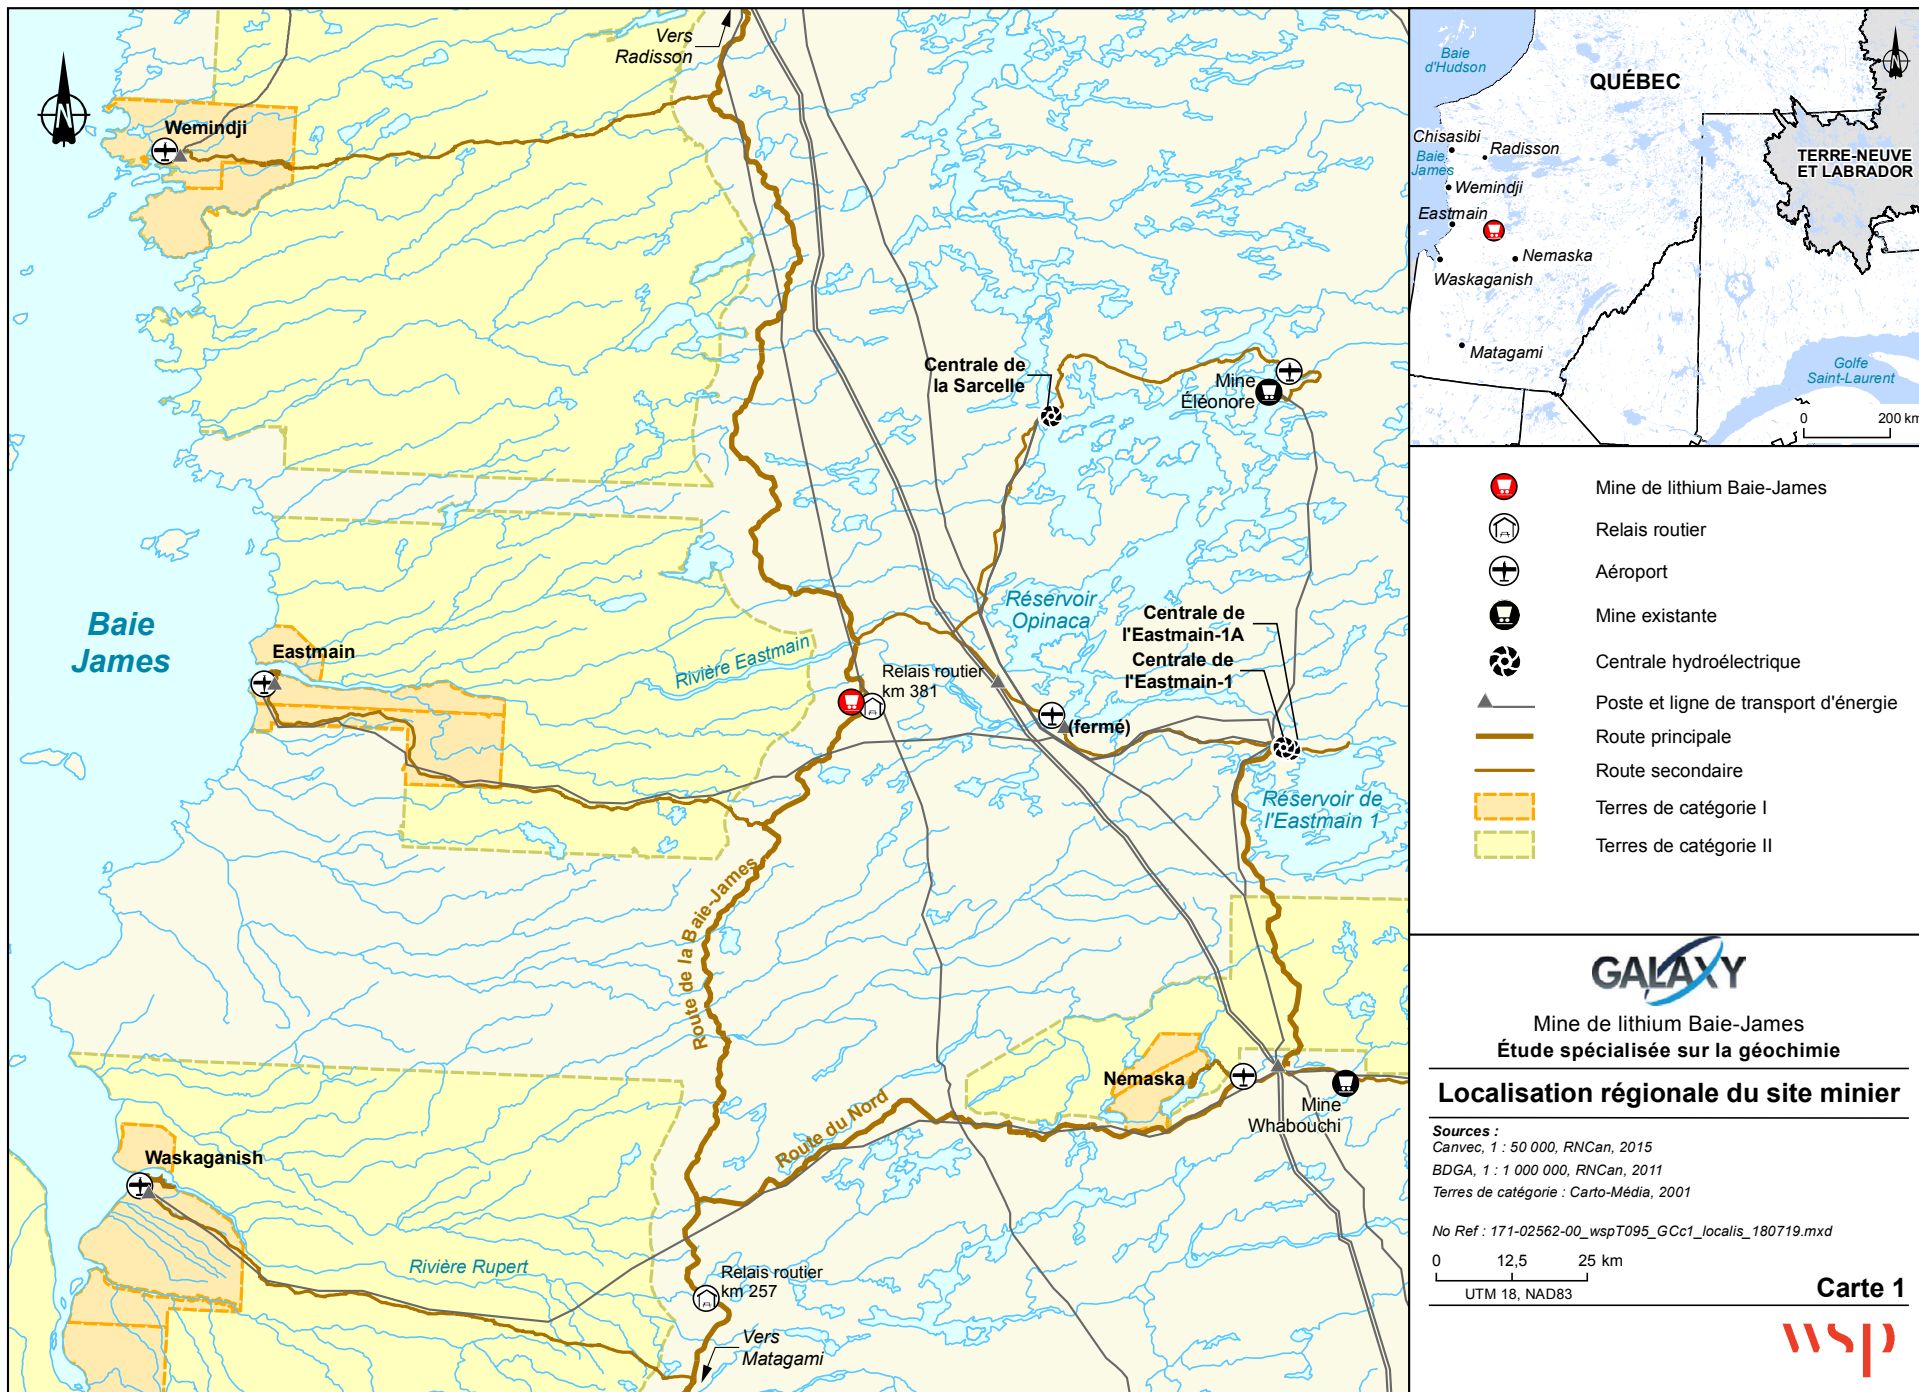 Vers
Radisson
N
Wemindji
Centrale de
la Sarcelle
Mine
Éléonore
Réservoir
Opinaca
Centrale de
l'Eastmain-1A
Centrale de
l'Eastmain-1
Baie
James
Eastmain
Rivière Eastmain
Relais routier
km 381
(fermé)
Réservoir de
l'Eastmain 1
Route de la Baie-James
Nemaska
Mine
Whabouchi
Route du Nord
Waskaganish
Rivière Rupert
Relais routier
km 257
Vers
Matagami
Baie
d'Hudson
QUÉBEC
N
Chisasibi
Baie
James
Radisson
TERRE-NEUVE
ET LABRADOR
Wemindji
Eastmain
Nemaska
Waskaganish
Matagami
Golfe
Saint-Laurent
0 200 km
Mine de lithium Baie-James
Relais routier
Aéroport
Mine existante
Centrale hydroélectrique
Poste et ligne de transport d'énergie
Route principale
Route secondaire
Terres de catégorie I
Terres de catégorie II
GALAXY
Mine de lithium Baie-James
Étude spécialisée sur la géochimie
Localisation régionale du site minier
Sources :
Canvec, 1 : 50 000, RNCan, 2015
BDGA, 1 : 1 000 000, RNCan, 2011
Terres de catégorie : Carto-Média, 2001
No Ref : 171-02562-00_wspT095_GCc1_localis_180719.mxd
0 12,5 25 km
UTM 18, NAD83
Carte 1
wsp